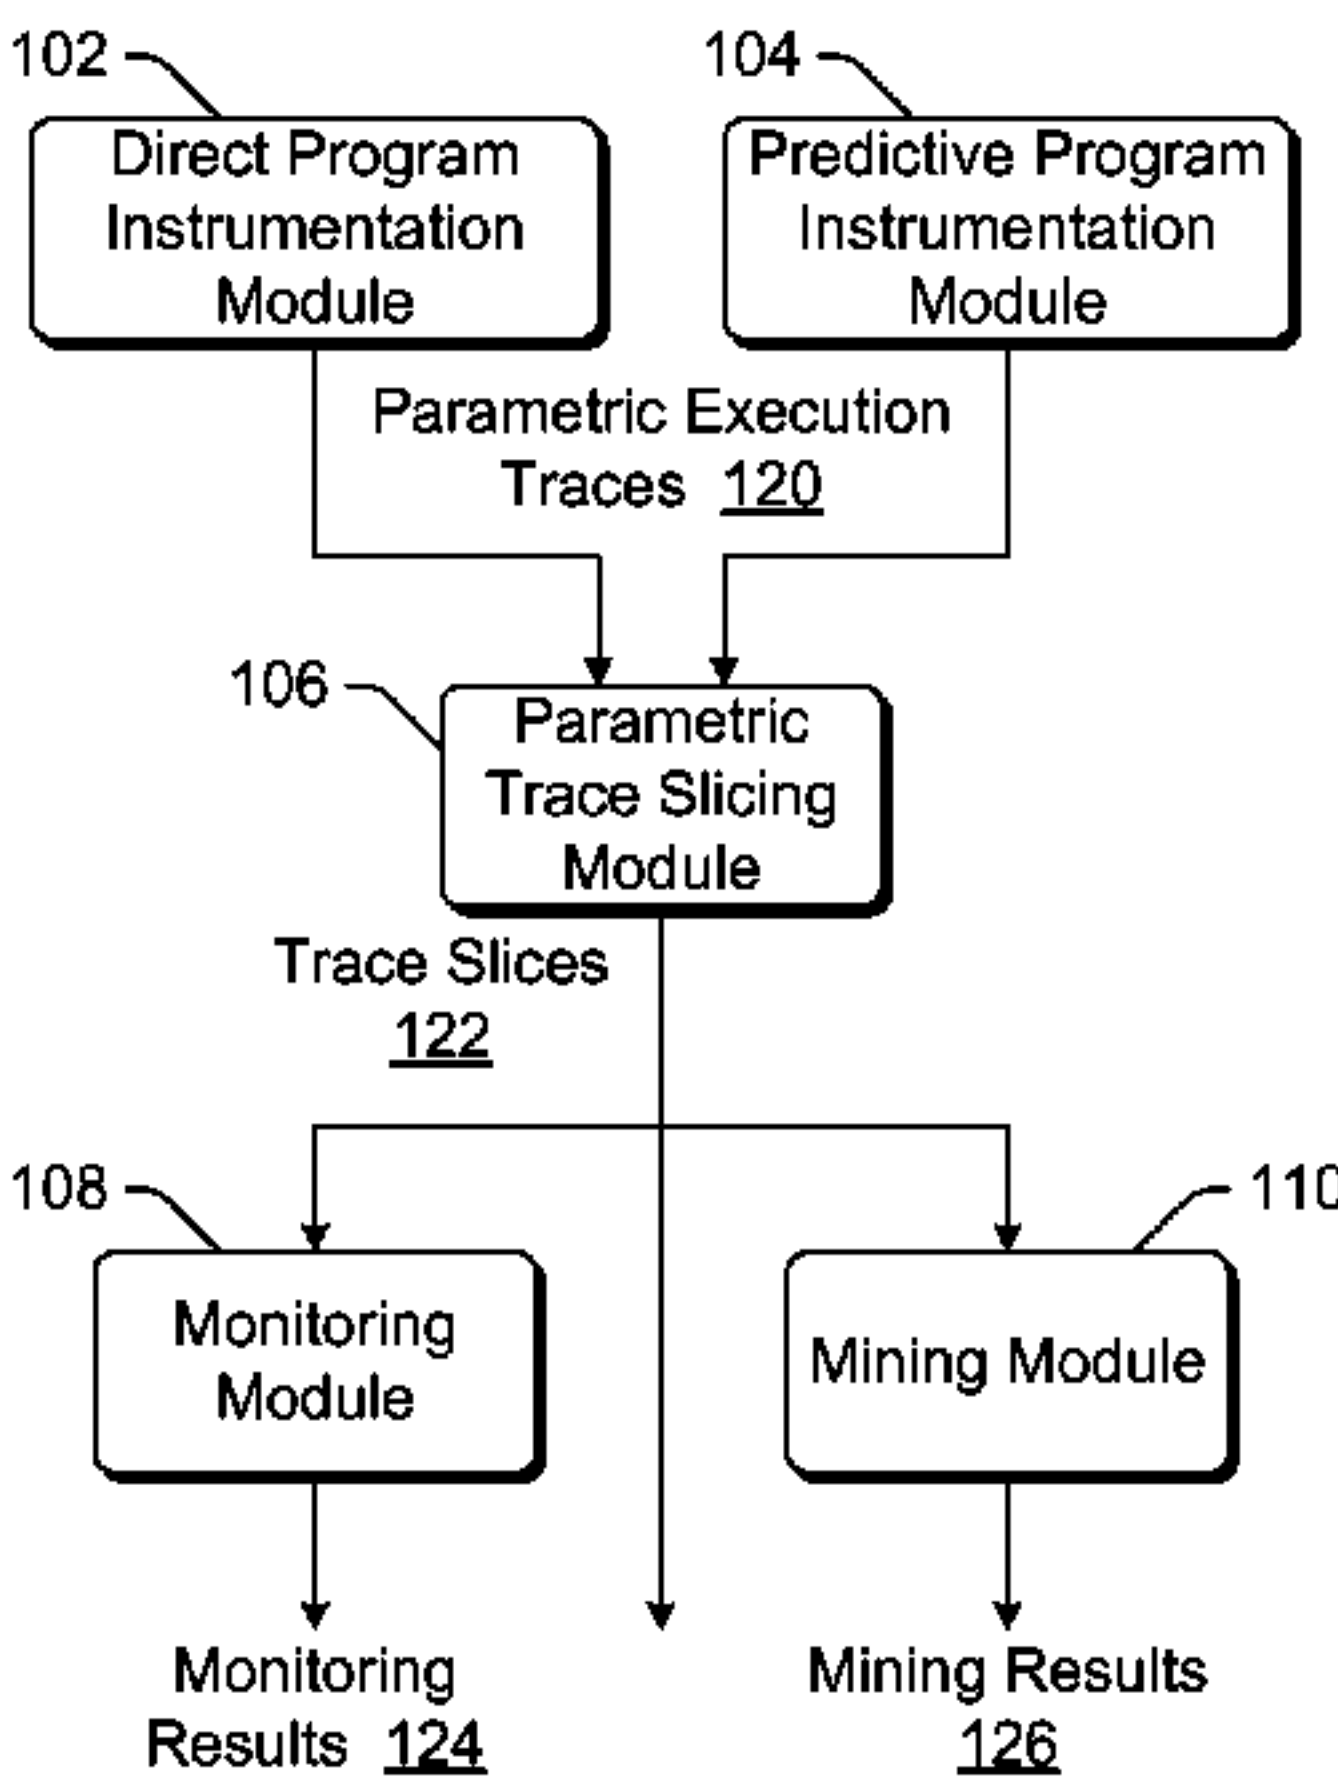 102
104
Direct Program
Instrumentation
Module
Predictive Program
Instrumentation
Module
Parametric Execution
Traces 120
106
Parametric
Trace Slicing
Module
Trace Slices
122
108
110
Monitoring
Module
Mining Module
Monitoring
Results 124
Mining Results
126